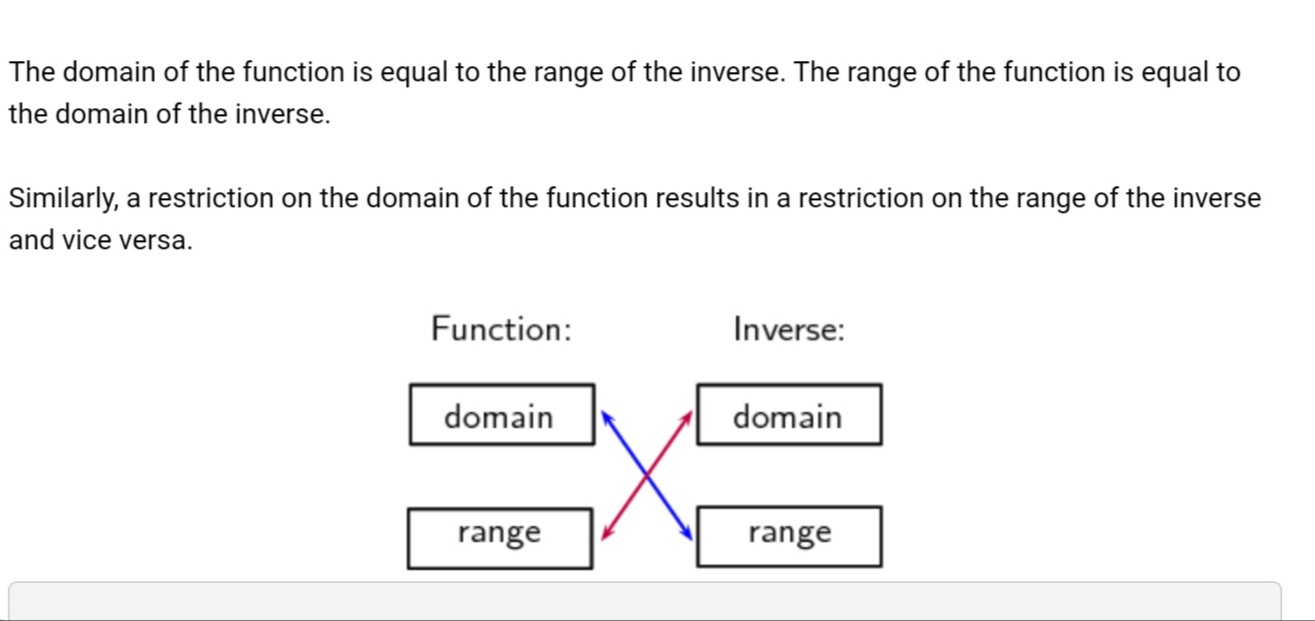 The domain of the function is equal to the range of the inverse. The range of the function is equal to
the domain of the inverse.
Similarly, a restriction on the domain of the function results in a restriction on the range of the inverse
and vice versa.
Function: Inverse:
domain domain
range range